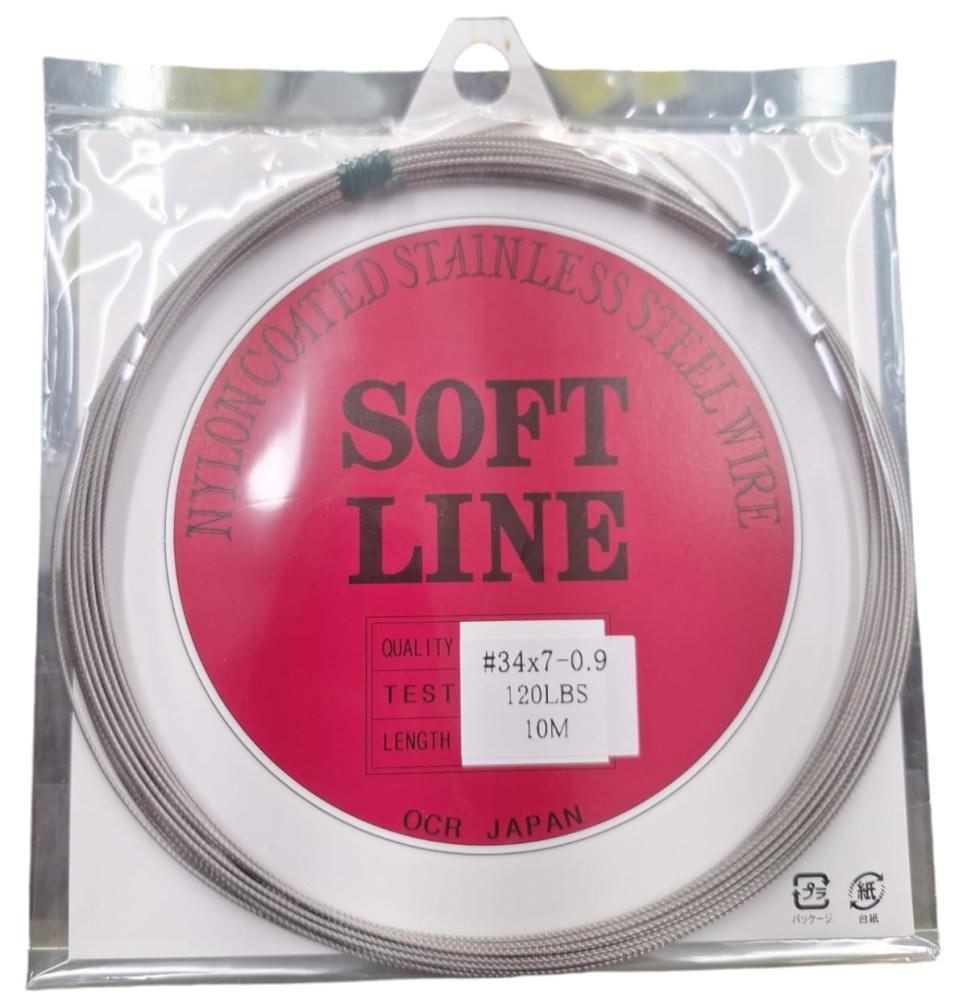 NYLON COATED STAINLESS STEEL WIRE
SOFT
LINE
QUALITY #34x7-0.9
TEST 120LBS
LENGTH 10M
OCR JAPAN
プラ 紙
パッケージ 台紙